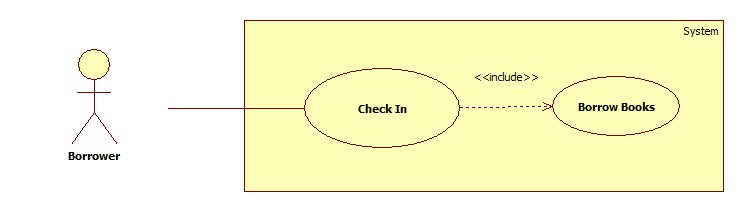 System
<<include>>
Check In
Borrow Books
Borrower